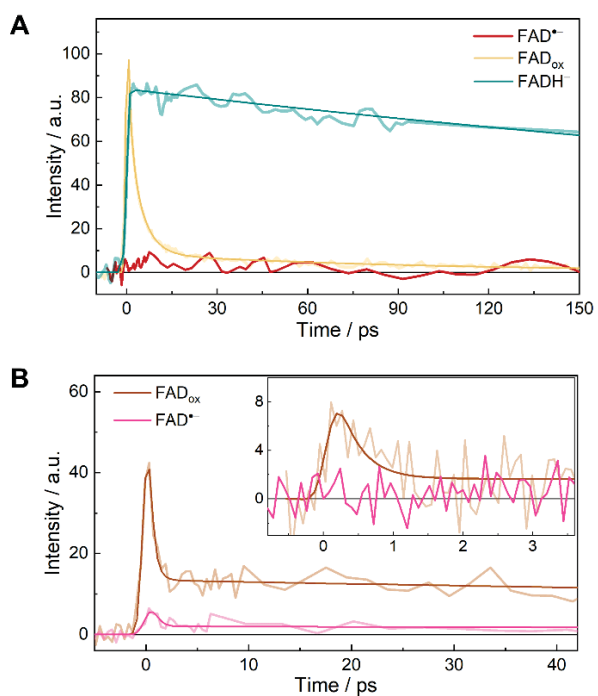 A
FAD•−
FADox
FADH−
Intensity / a.u.
100
80
60
40
20
0
0 30 60 90 120 150
Time / ps
B
FADox
FAD•−
Intensity / a.u.
60
40
20
0
8
4
0
0 1 2 3
0 10 20 30 40
Time / ps